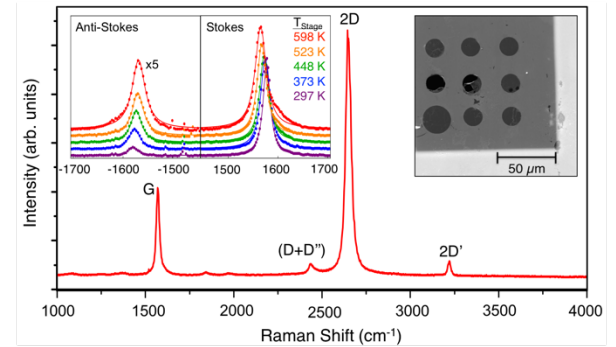 Anti-Stokes
Stokes
T_Stage
598 K
523 K
448 K
373 K
297 K
x5
-1700
-1600
-1500
1500
1600
1700
50 µm
2D
G
(D+D")
2D'
Intensity (arb. units)
1000
1500
2000
2500
3000
3500
4000
Raman Shift (cm⁻¹)